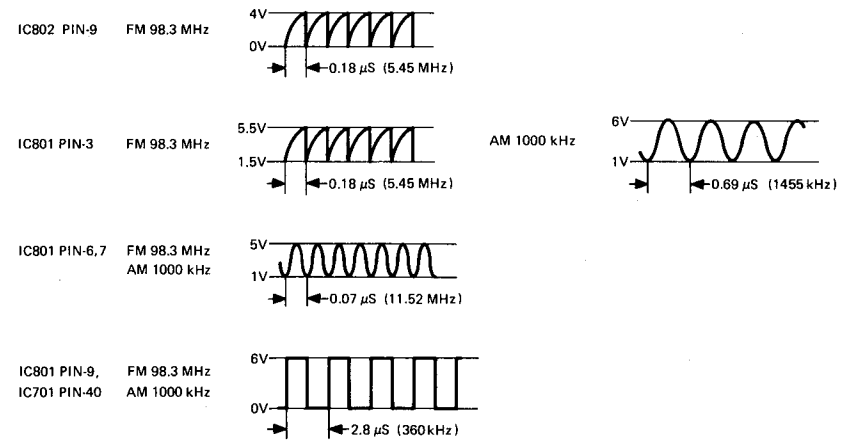 IC802 PIN-9 FM 98.3 MHz
4V
0V
0.18 μS (5.45 MHz)
IC801 PIN-3 FM 98.3 MHz
5.5V
1.5V
0.18 μS (5.45 MHz)
AM 1000 kHz
6V
1V
0.69 μS (1455 kHz)
IC801 PIN-6,7 FM 98.3 MHz
AM 1000 kHz
5V
1V
0.07 μS (11.52 MHz)
IC801 PIN-9, FM 98.3 MHz
IC701 PIN-40 AM 1000 kHz
6V
0V
2.8 μS (360 kHz)